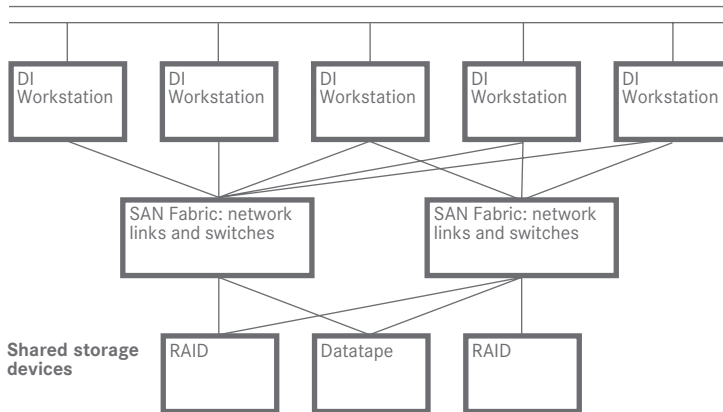 DI
Workstation
DI
Workstation
DI
Workstation
DI
Workstation
DI
Workstation
SAN Fabric: network
links and switches
SAN Fabric: network
links and switches
Shared storage
devices
RAID
Datatape
RAID